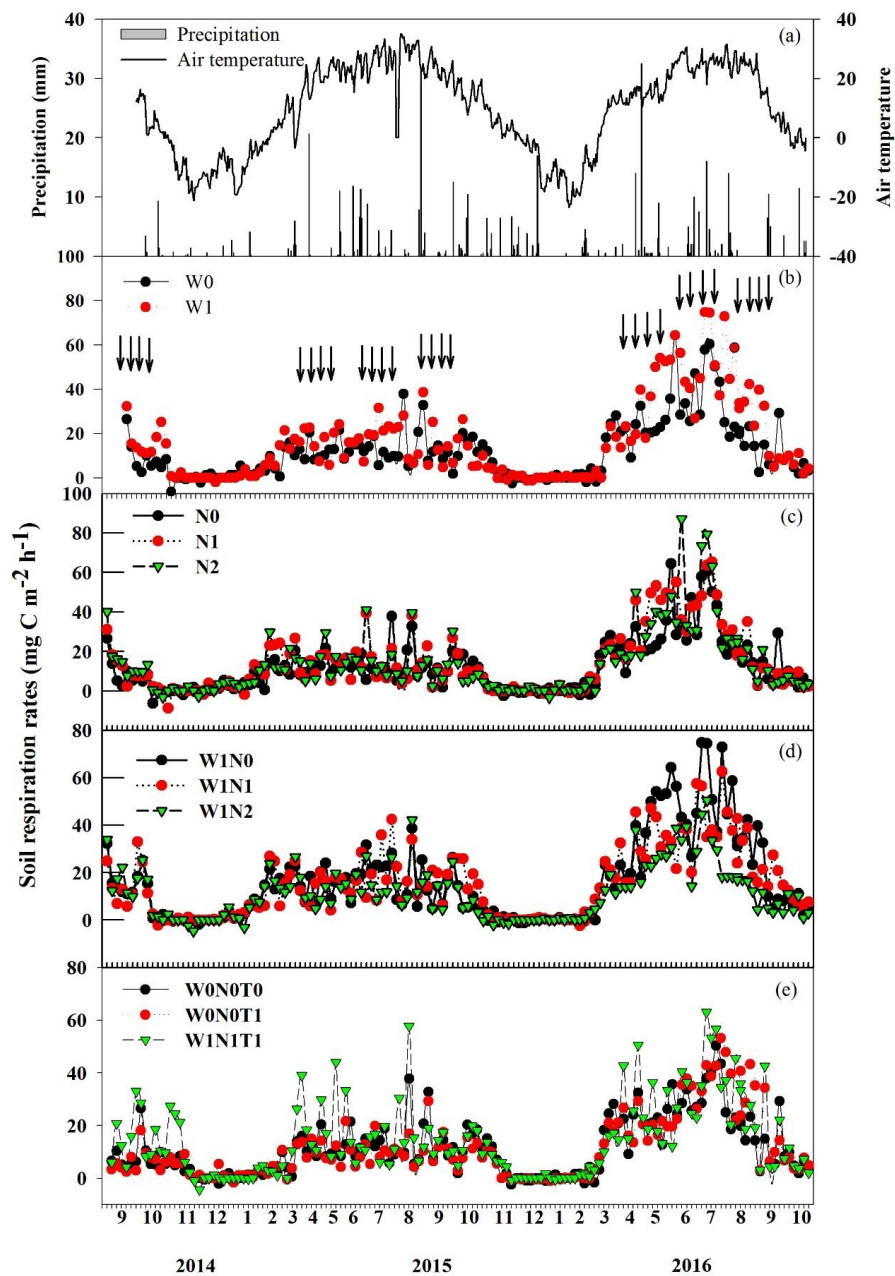 40
Precipitation
Air temperature
(a)
40
30
20
20
0
10
-20
100
-40
Precipitation (mm)
Air temperature
W0
W1
(b)
80
60
40
20
0
100
N0
N1
N2
(c)
80
60
40
20
0
80
W1N0
W1N1
W1N2
(d)
60
40
20
0
80
W0N0T0
W0N0T1
W1N1T1
(e)
60
40
20
0
Soil respiration rates (mg C m-2 h-1)
9 10 11 12 1 2 3 4 5 6 7 8 9 10 11 12 1 2 3 4 5 6 7 8 9 10
2014 2015 2016